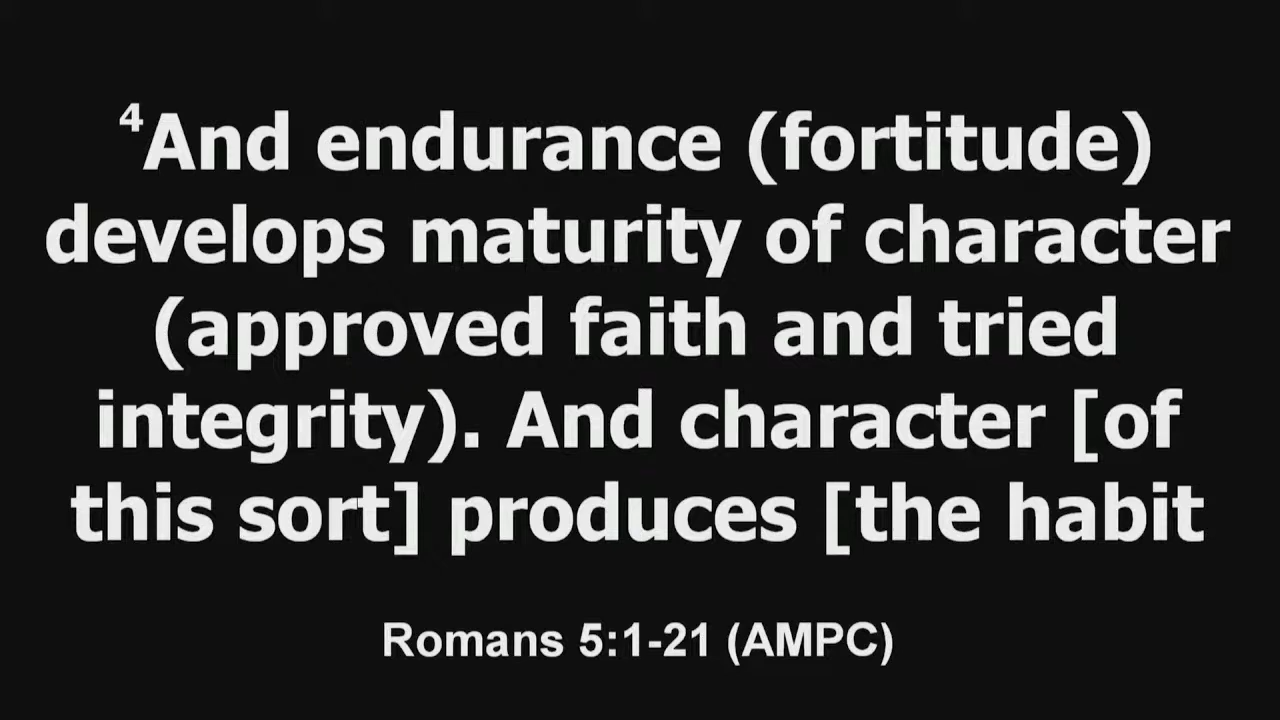 ⁴And endurance (fortitude)
develops maturity of character
(approved faith and tried
integrity). And character [of
this sort] produces [the habit
Romans 5:1-21 (AMPC)